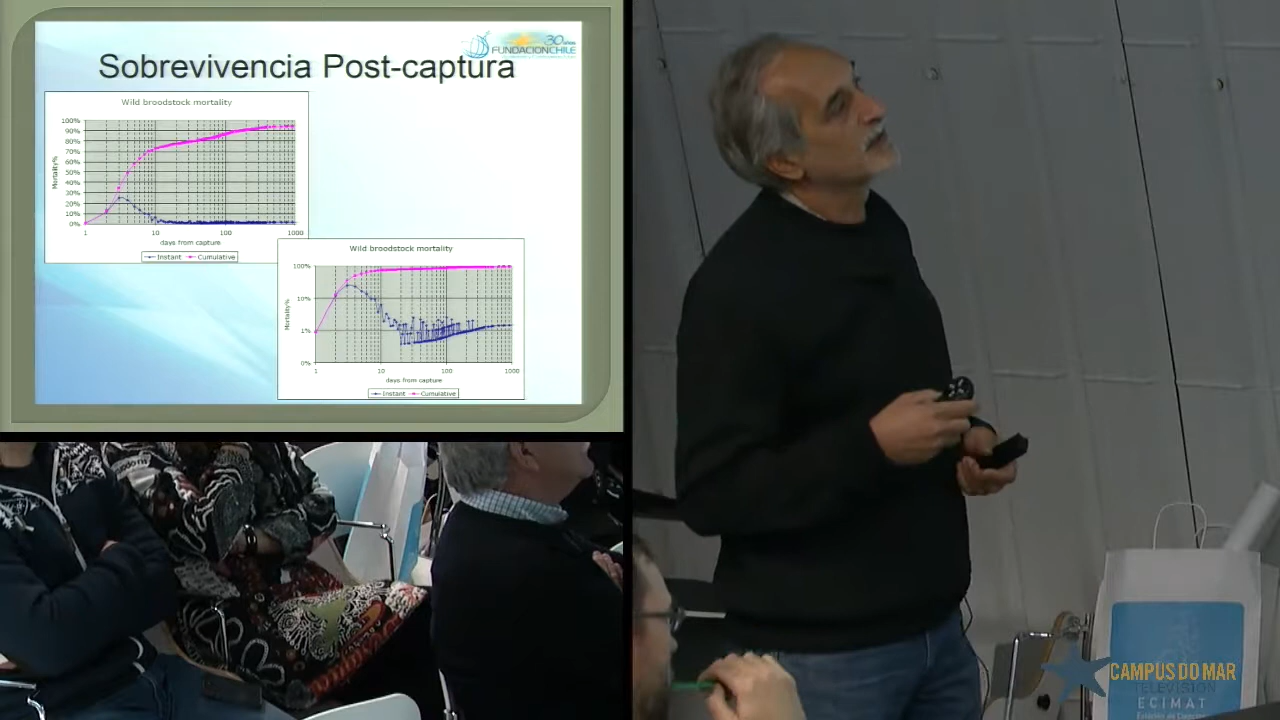 30 años
FUNDACIONCHILE
Sobrevivencia Post-captura
Wild broodstock mortality
100%
90%
80%
70%
60%
50%
40%
30%
20%
10%
0%
Mortality%
1 10 100 1000
days from capture
Instant Cumulative
Wild broodstock mortality
100%
10%
1%
0%
Mortality%
1 10 100 1000
days from capture
Instant Cumulative
CAMPUS DO MAR
TELEVISIÓN
ECIMAT